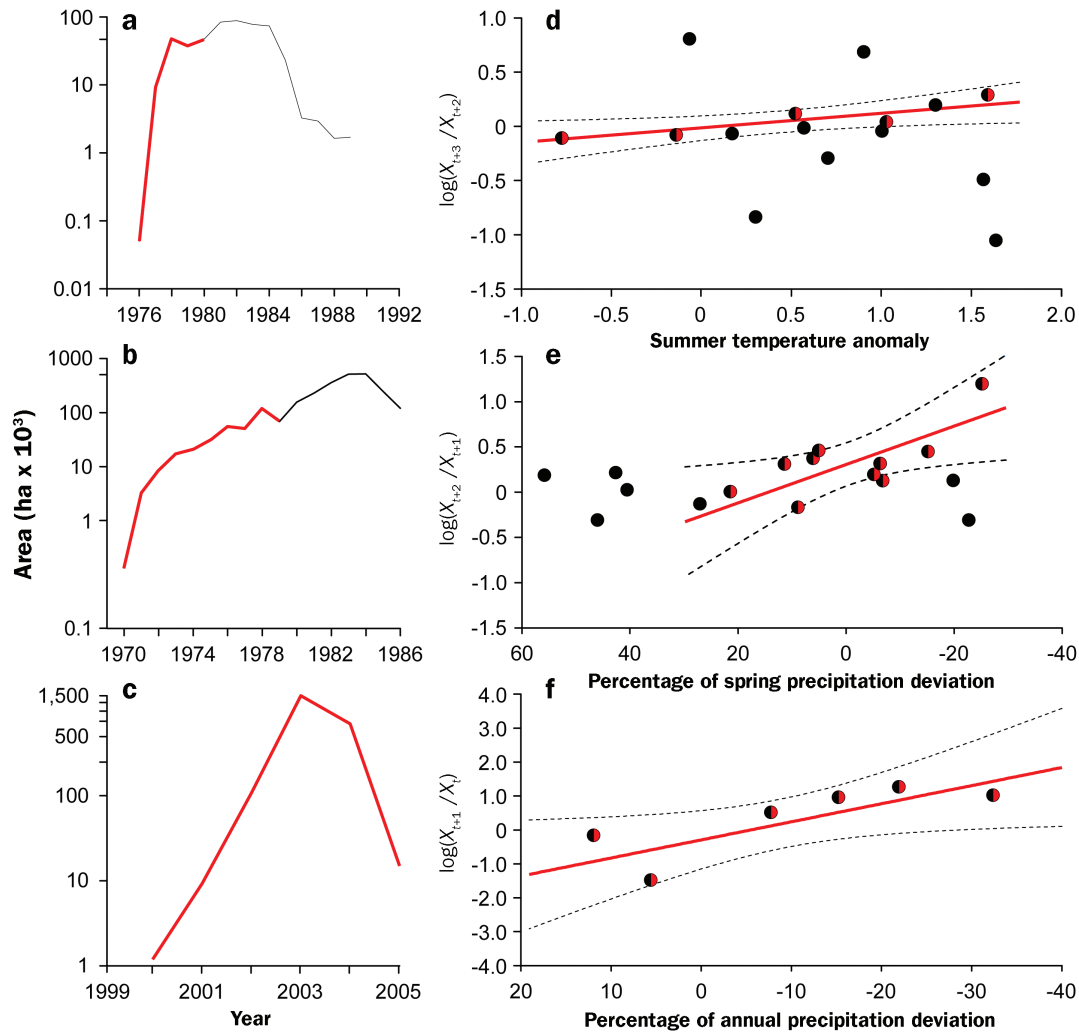 Area (ha x 10³)
a
100
10
1
0.1
0.01
1976 1980 1984 1988 1992
b
1000
100
10
1
0.1
1970 1974 1978 1982 1986
c
1,500
500
100
10
1
1999 2001 2003 2005
Year
d
log(Xt+3 /Xt+2)
1.0
0.5
0
-0.5
-1.0
-1.5
-1.0 -0.5 0 0.5 1.0 1.5 2.0
Summer temperature anomaly
e
log(Xt+2 /Xt+1)
1.5
1.0
0.5
0
-0.5
-1.0
-1.5
60 40 20 0 -20 -40
Percentage of spring precipitation deviation
f
log(Xt+1 /Xt)
4.0
3.0
2.0
1.0
0
-1.0
-2.0
-3.0
-4.0
20 10 0 -10 -20 -30 -40
Percentage of annual precipitation deviation